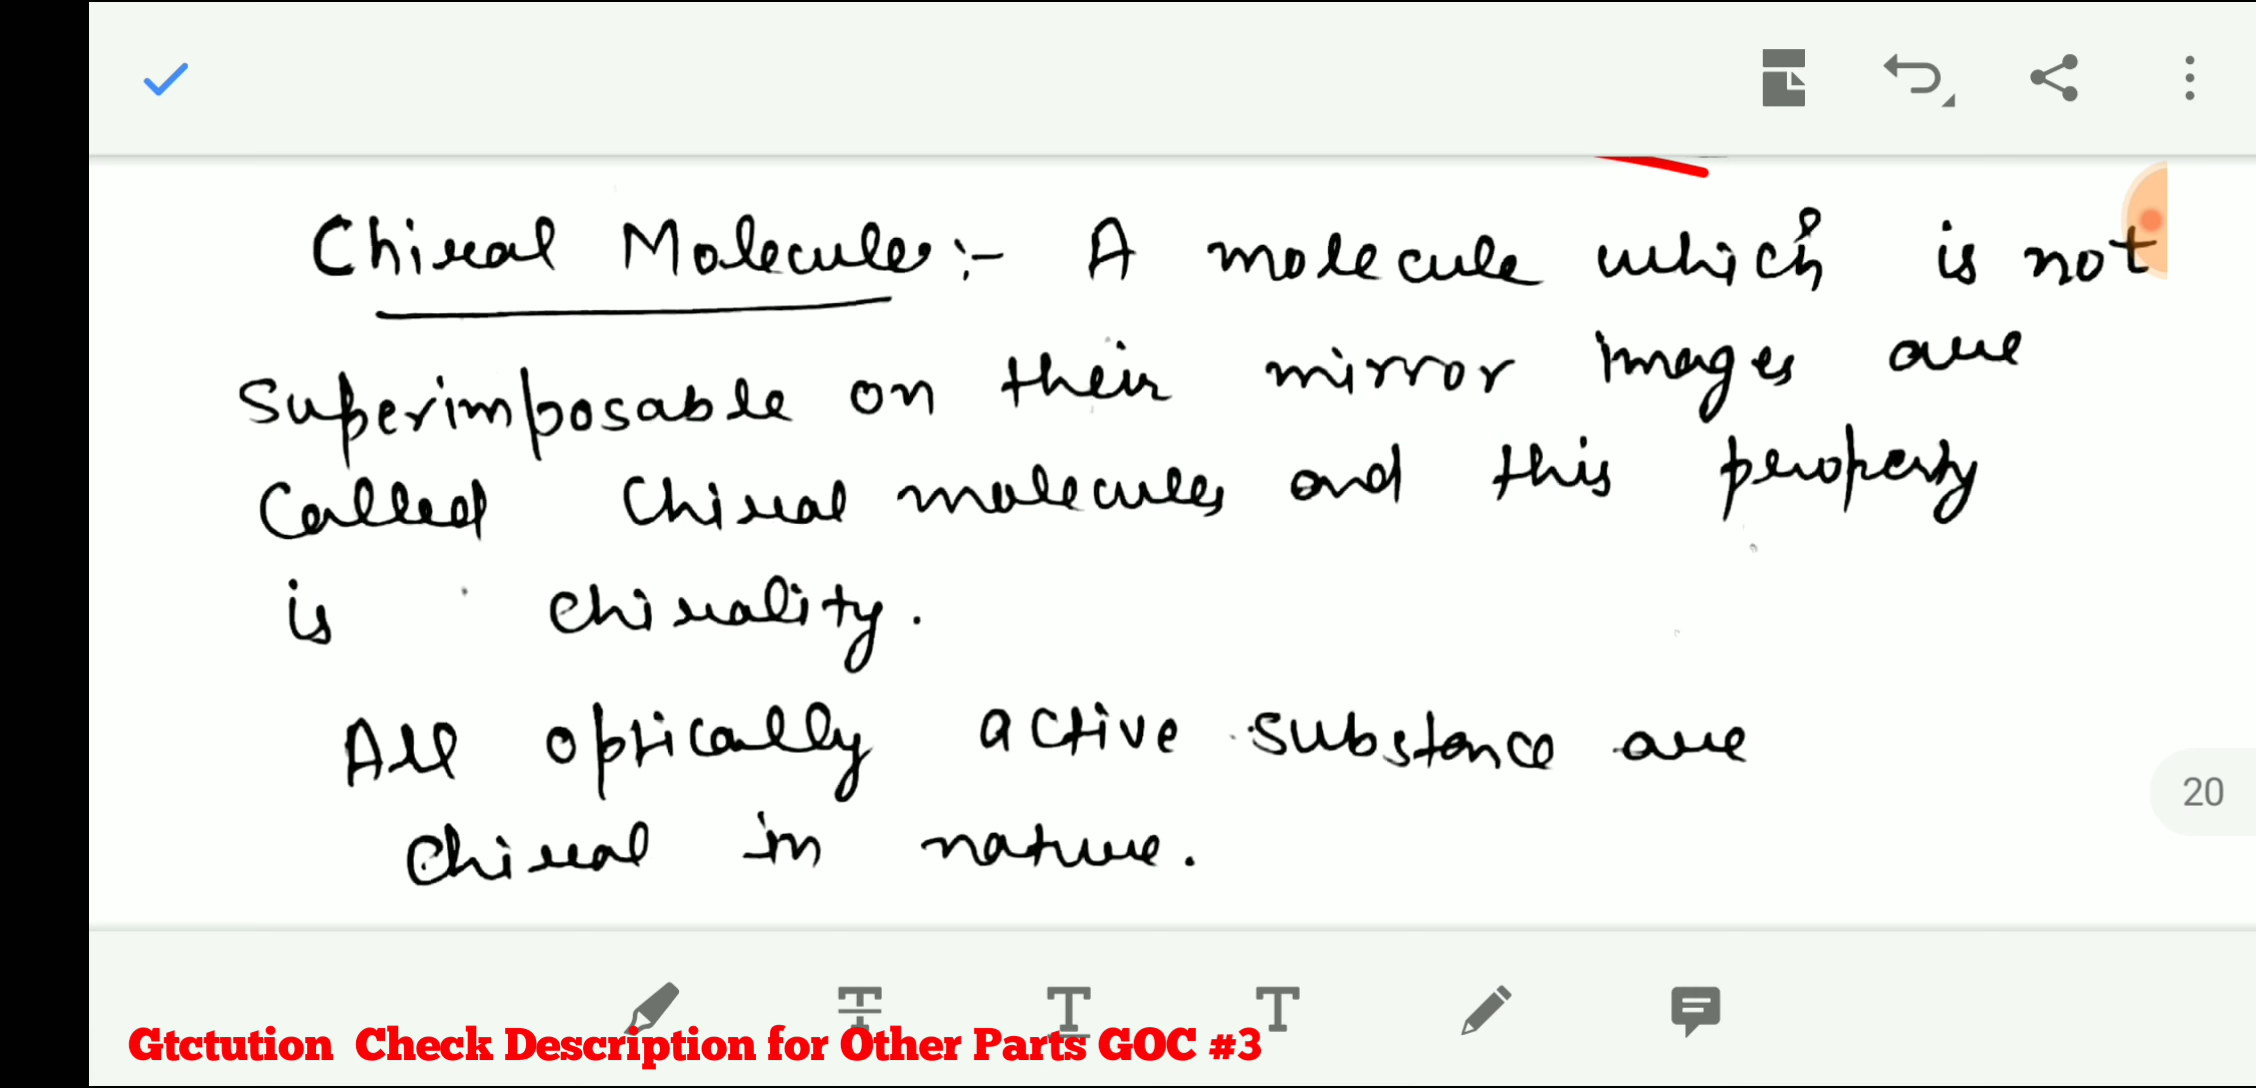 Chiral Molecules:- A molecule which is not
superimposable on their mirror images are
Called Chiral molecules and this property
is chirality.
All optically active substance are
Chiral in nature.
20
Gtctution Check Description for Other Parts GOC #3